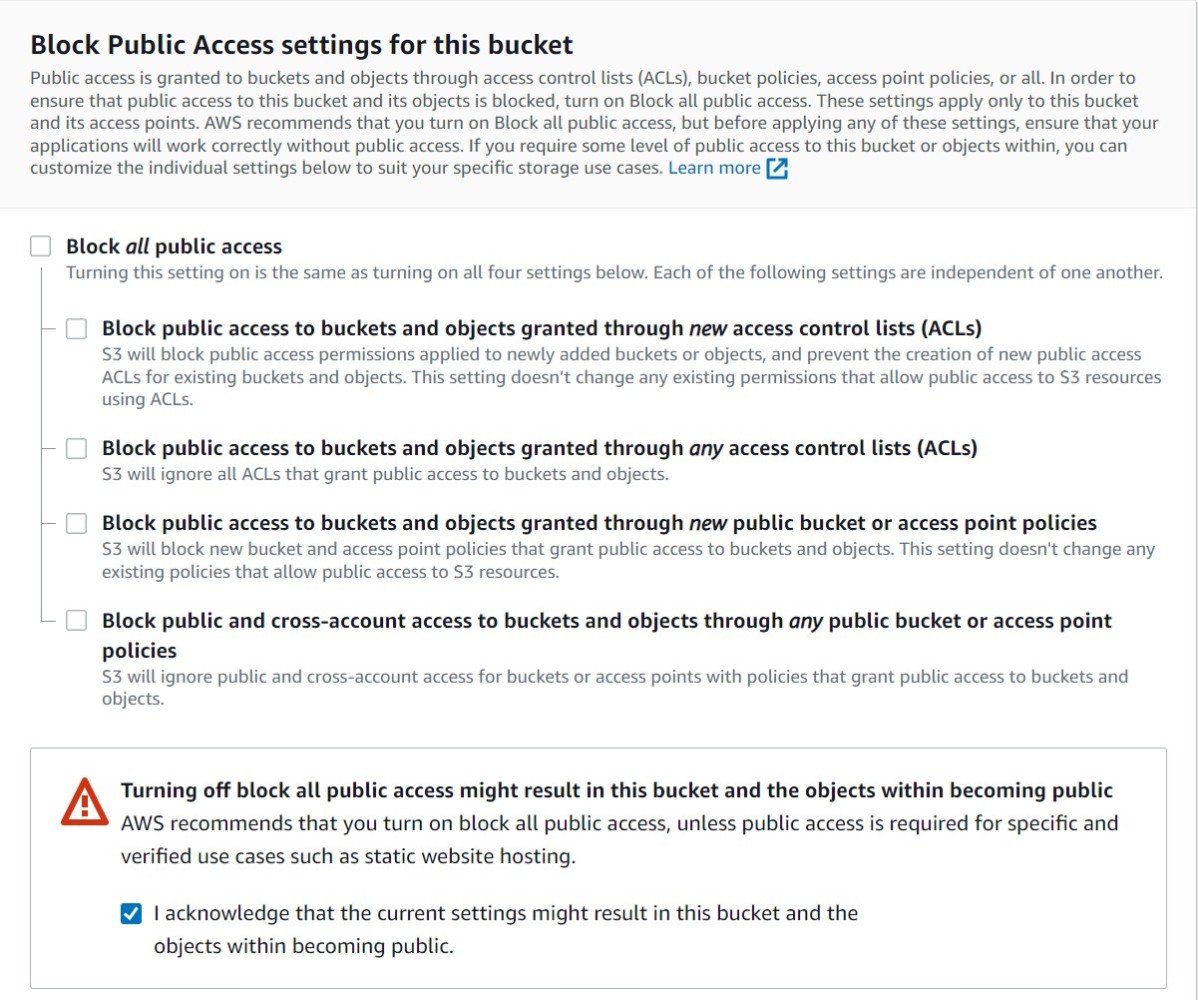 Block Public Access settings for this bucket
Public access is granted to buckets and objects through access control lists (ACLs), bucket policies, access point policies, or all. In order to
ensure that public access to this bucket and its objects is blocked, turn on Block all public access. These settings apply only to this bucket
and its access points. AWS recommends that you turn on Block all public access, but before applying any of these settings, ensure that your
applications will work correctly without public access. If you require some level of public access to this bucket or objects within, you can
customize the individual settings below to suit your specific storage use cases. Learn more
Block all public access
Turning this setting on is the same as turning on all four settings below. Each of the following settings are independent of one another.
Block public access to buckets and objects granted through new access control lists (ACLs)
S3 will block public access permissions applied to newly added buckets or objects, and prevent the creation of new public access
ACLs for existing buckets and objects. This setting doesn't change any existing permissions that allow public access to S3 resources
using ACLs.
Block public access to buckets and objects granted through any access control lists (ACLs)
S3 will ignore all ACLs that grant public access to buckets and objects.
Block public access to buckets and objects granted through new public bucket or access point policies
S3 will block new bucket and access point policies that grant public access to buckets and objects. This setting doesn't change any
existing policies that allow public access to S3 resources.
Block public and cross-account access to buckets and objects through any public bucket or access point
policies
S3 will ignore public and cross-account access for buckets or access points with policies that grant public access to buckets and
objects.
Turning off block all public access might result in this bucket and the objects within becoming public
AWS recommends that you turn on block all public access, unless public access is required for specific and
verified use cases such as static website hosting.
I acknowledge that the current settings might result in this bucket and the
objects within becoming public.